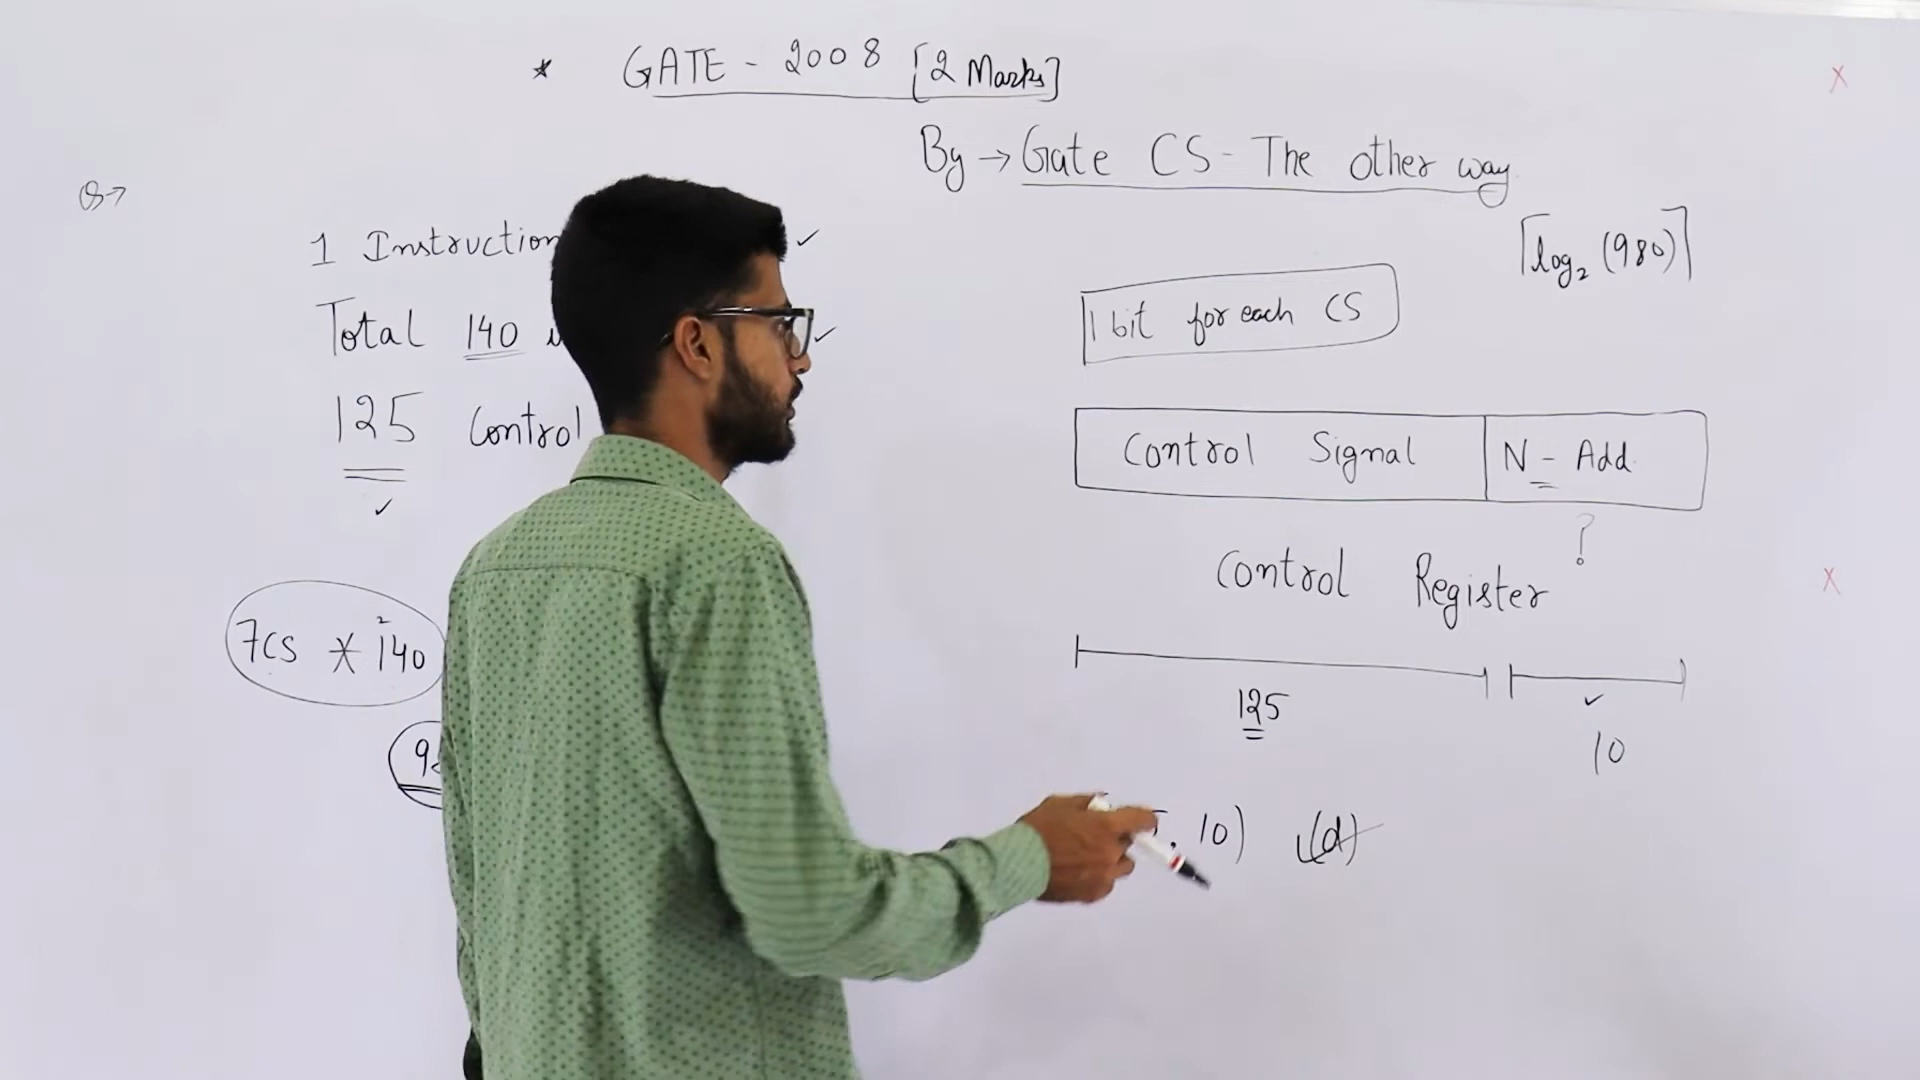 * GATE - 2008 [2 Marks]
By → Gate CS - The other way
Q→
1 Instruction ✓
Total 140 ✓
125 Control
✓
7CS * 140
⌈log₂ (980)⌉
1 bit for each CS
Control Signal N - Add.
?
Control Register
125 ✓ 10
, 10) (d)
X
X